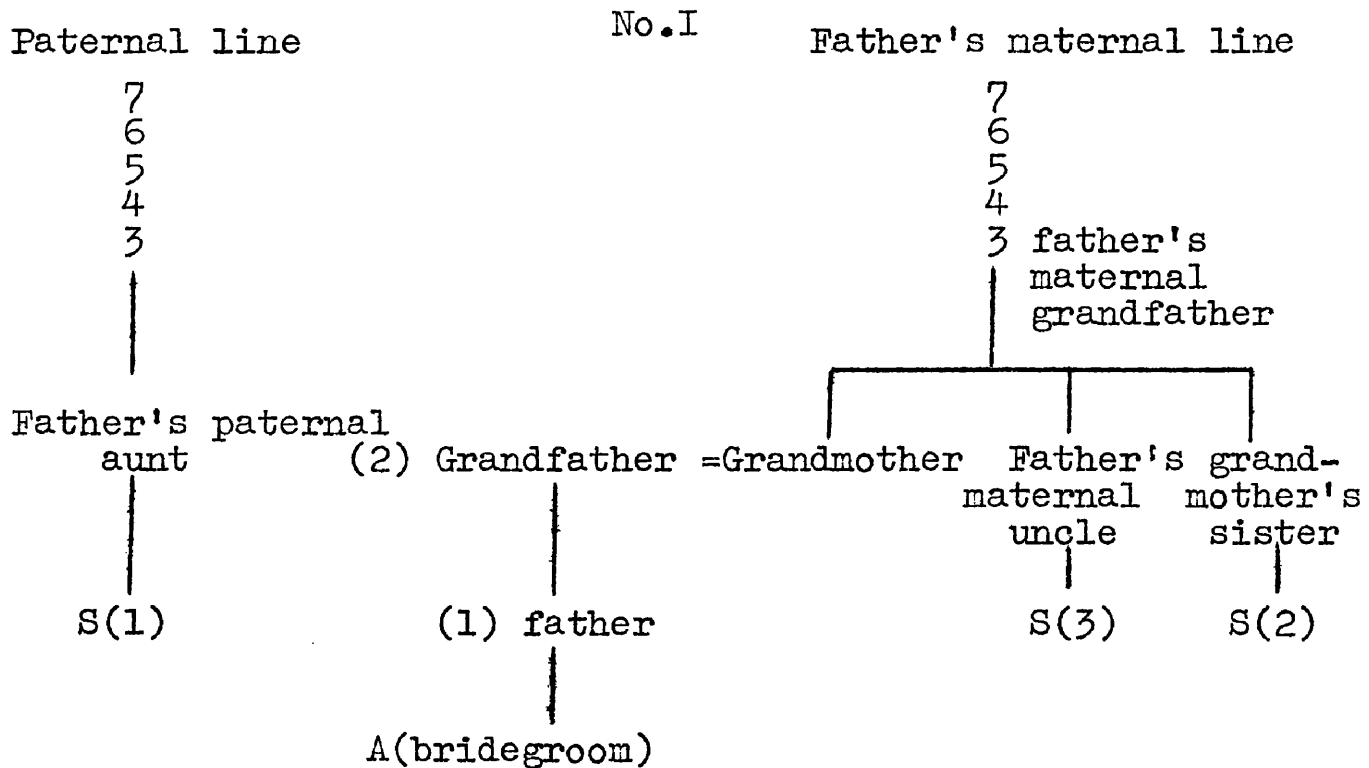 No.I
Paternal line Father's naternal line
7 7
6 6
5 5
4 4
3 3 father's
maternal
grandfather
Father's paternal
aunt (2) Grandfather =Grandmother Father's grand-
maternal mother's
uncle sister
S(1) (1) father S(3) S(2)
A(bridegroom)